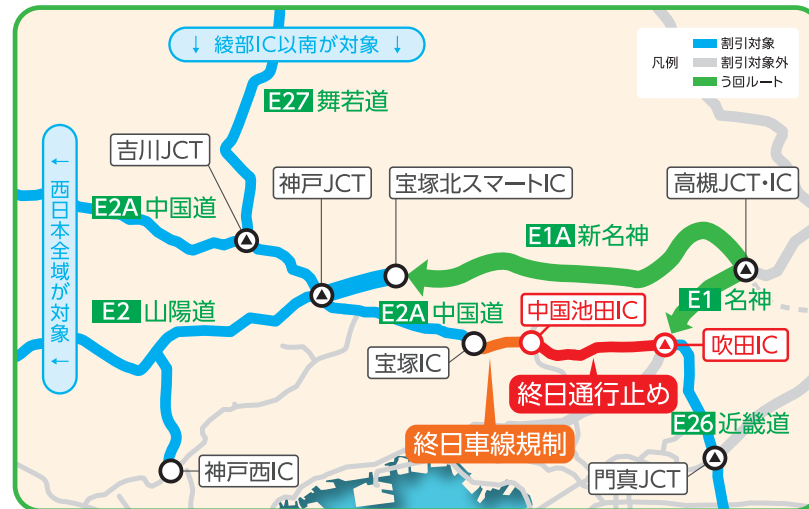 ↓ 綾部IC以南が対象 ↓
凡例
割引対象
割引対象外
う回ルート
E27 舞若道
吉川JCT
神戸JCT
宝塚北スマートIC
高槻JCT・IC
← 西日本全域が対象 ←
E2A 中国道
E1A 新名神
E2 山陽道
E2A 中国道
E1 名神
中国池田IC
宝塚IC
吹田IC
終日通行止め
終日車線規制
E26 近畿道
神戸西IC
門真JCT